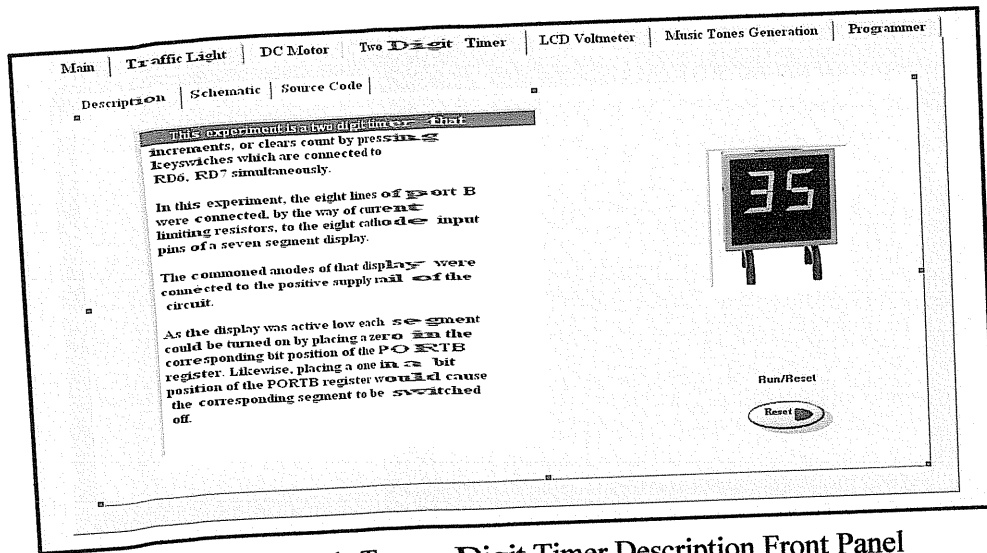 Main | Traffic Light | DC Motor | Two Digit Timer | LCD Voltmeter | Music Tones Generation | Programmer
Description | Schematic | Source Code
This experiment is a two digit timer that
increments, or clears count by pressing
keyswiches which are connected to
RD6, RD7 simultaneously.
In this experiment, the eight lines of port B
were connected, by the way of current
limiting resistors, to the eight cathode input
pins of a seven segment display.
The commoned anodes of that display were
connected to the positive supply rail of the
circuit.
As the display was active low each segment
could be turned on by placing a zero in the
corresponding bit position of the PORTB
register. Likewise, placing a one in a bit
position of the PORTB register would cause
the corresponding segment to be switched
off.
35
Run/Reset
Reset
Digit Timer Description Front Panel